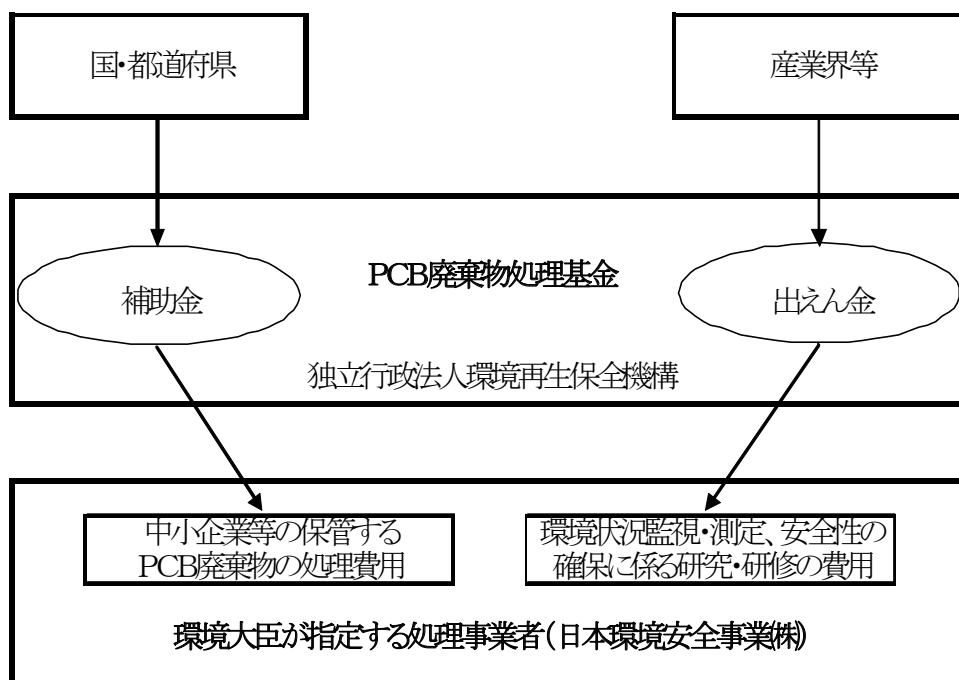 国・都道府県
産業界等
PCB廃棄物処理基金
補助金
出えん金
独立行政法人環境再生保全機構
中小企業等の保管する
PCB廃棄物の処理費用
環境状況監視・測定、安全性の
確保に係る研究・研修の費用
環境大臣が指定する処理事業者(日本環境安全事業㈱)